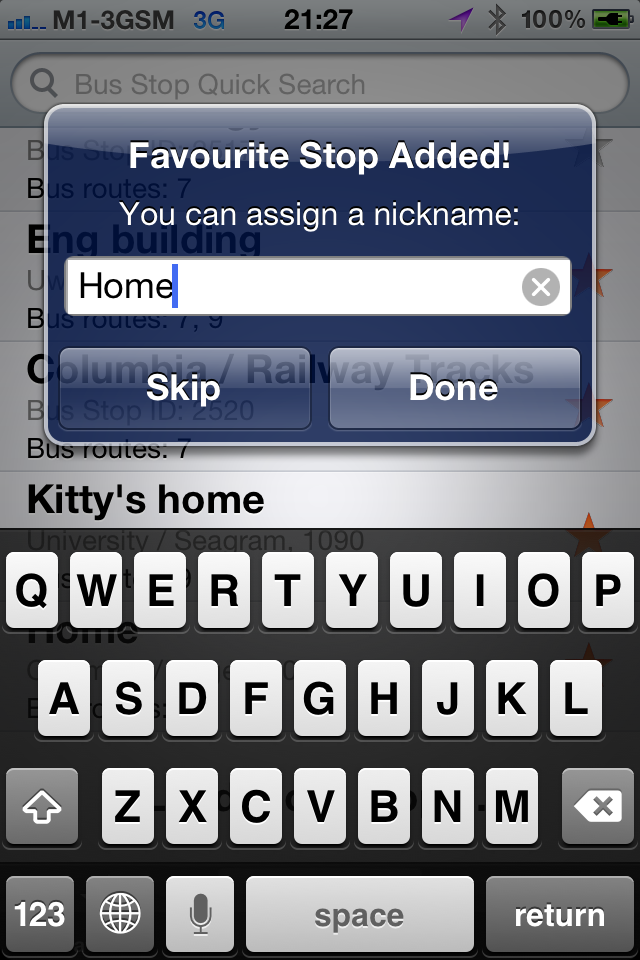 M1-3GSM 3G 21:27 100%
Bus Stop Quick Search
Bus routes: 7
Favourite Stop Added!
You can assign a nickname:
Home
Skip Done
Eng building
Bus routes: 7, 9
Columbia / Railway Tracks
Bus Stop ID: 2520
Bus routes: 7
Kitty's home
University / Seagram, 1090
Home
Q W E R T Y U I O P
A S D F G H J K L
Z X C V B N M
123 space return